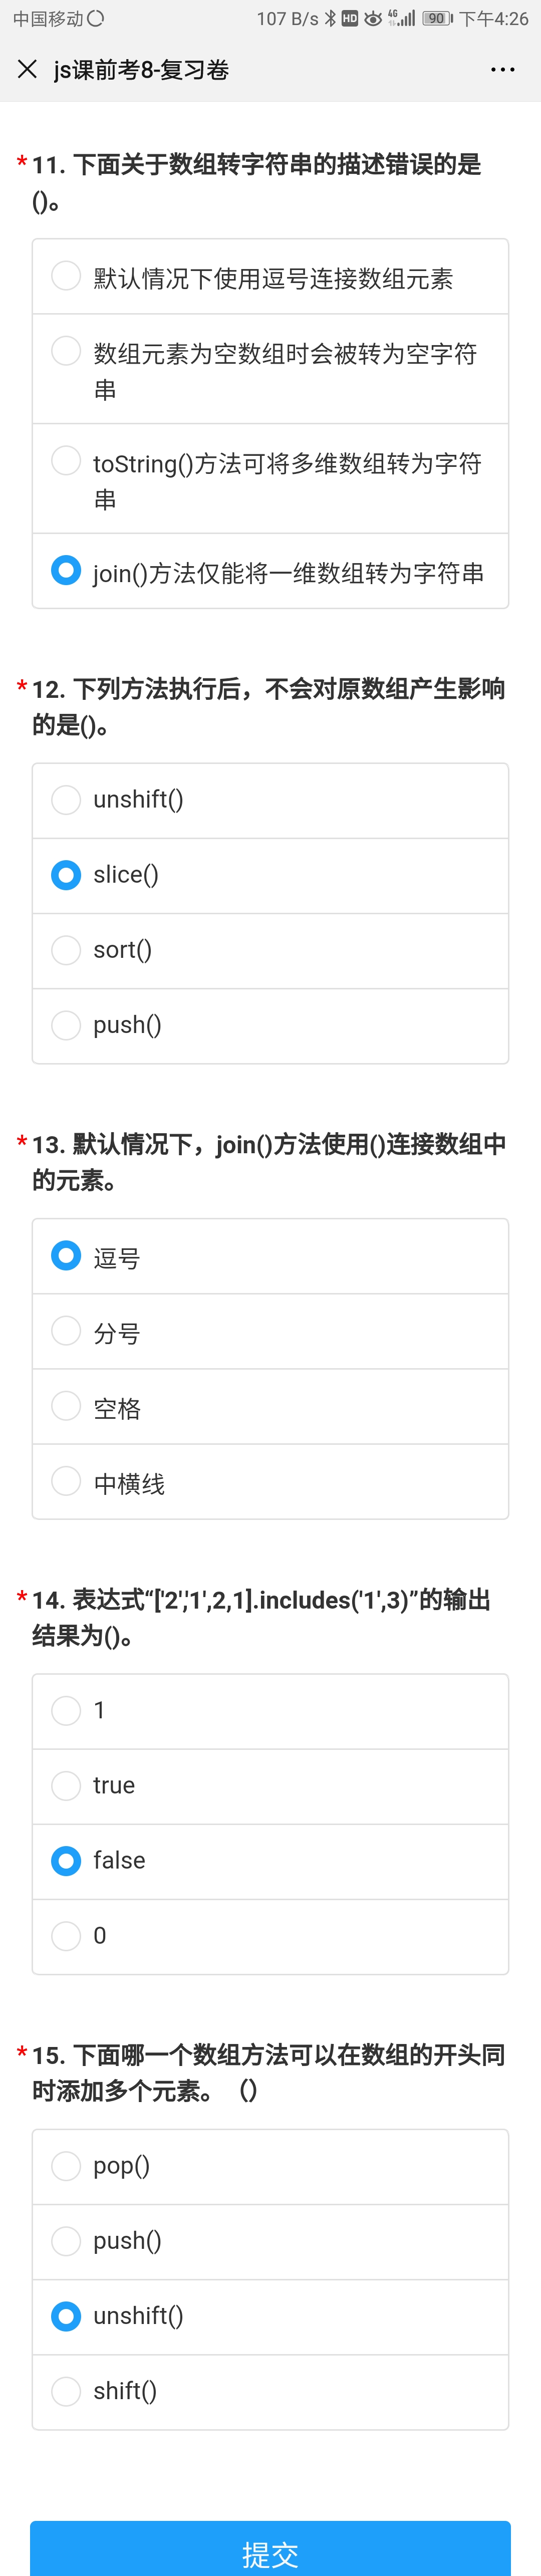 中国移动 107 B/s HD 4G 90 下午4:26
js课前考8-复习卷
* 11. 下面关于数组转字符串的描述错误的是
()。
默认情况下使用逗号连接数组元素
数组元素为空数组时会被转为空字符
串
toString()方法可将多维数组转为字符
串
join()方法仅能将一维数组转为字符串
* 12. 下列方法执行后，不会对原数组产生影响
的是()。
unshift()
slice()
sort()
push()
* 13. 默认情况下，join()方法使用()连接数组中
的元素。
逗号
分号
空格
中横线
* 14. 表达式“['2','1',2,1].includes('1',3)”的输出
结果为()。
1
true
false
0
* 15. 下面哪一个数组方法可以在数组的开头同
时添加多个元素。（）
pop()
push()
unshift()
shift()
提交